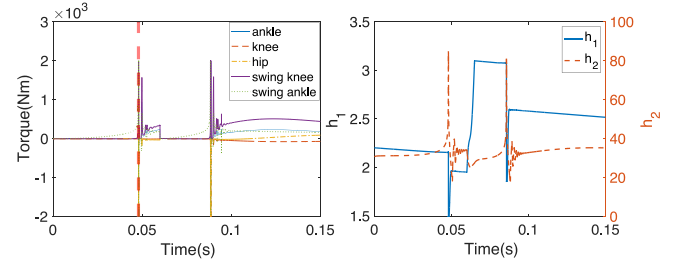 ×10³
3
2
1
0
-1
-2
Torque(Nm)
0
0.05
0.1
0.15
Time(s)
ankle
knee
hip
swing knee
swing ankle
3.5
3
2.5
2
1.5
h₁
0
0.05
0.1
0.15
Time(s)
h₁
h₂
100
80
60
40
20
0
h₂